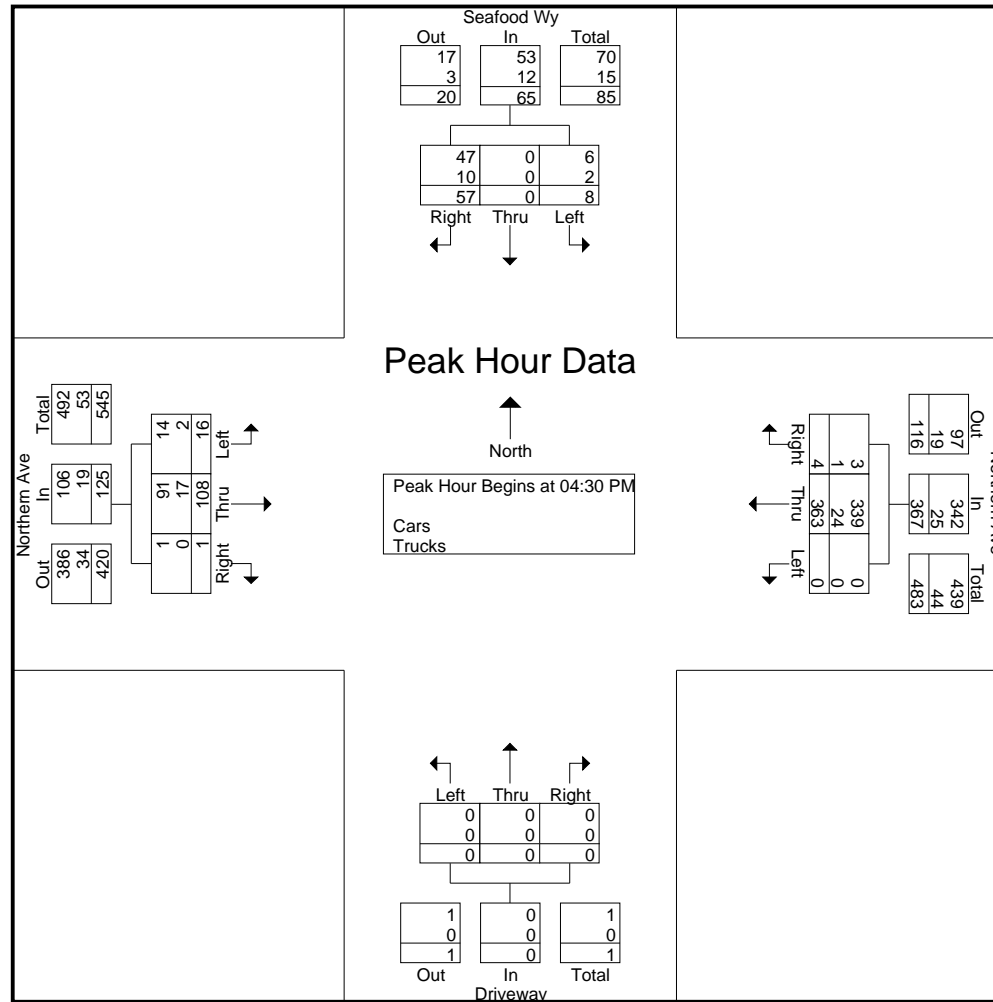 Seafood Wy
Out In Total
17 53 70
3 12 15
20 65 85
47 0 6
10 0 2
57 0 8
Right Thru Left
Peak Hour Data
North
Peak Hour Begins at 04:30 PM
Cars
Trucks
Northern Ave
Total In Out
492 106 386
53 19 34
545 125 420
14 91 1
2 17 0
16 108 1
Left Thru Right
Out In Total
97 342 439
19 25 44
116 367 483
3 339 0
1 24 0
4 363 0
Right Thru Left
Left Thru Right
0 0 0
0 0 0
0 0 0
1 0 1
0 0 0
1 0 1
Out In Total
Driveway